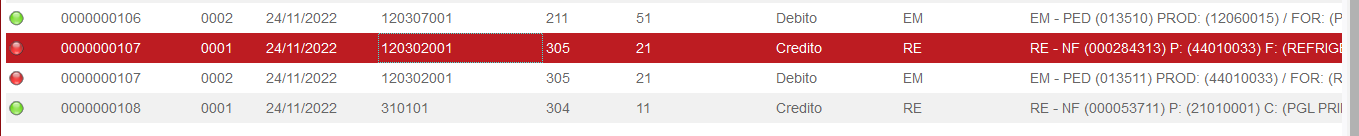 0000000106 0002 24/11/2022 120307001 211 51 Debito EM EM - PED (013510) PROD: (12060015) / FOR: (P
0000000107 0001 24/11/2022 120302001 305 21 Credito RE RE - NF (000284313) P: (44010033) F: (REFRIGE
0000000107 0002 24/11/2022 120302001 305 21 Debito EM EM - PED (013511) PROD: (44010033) / FOR: (R
0000000108 0001 24/11/2022 310101 304 11 Credito RE RE - NF (000053711) P: (21010001) C: (PGL PRI